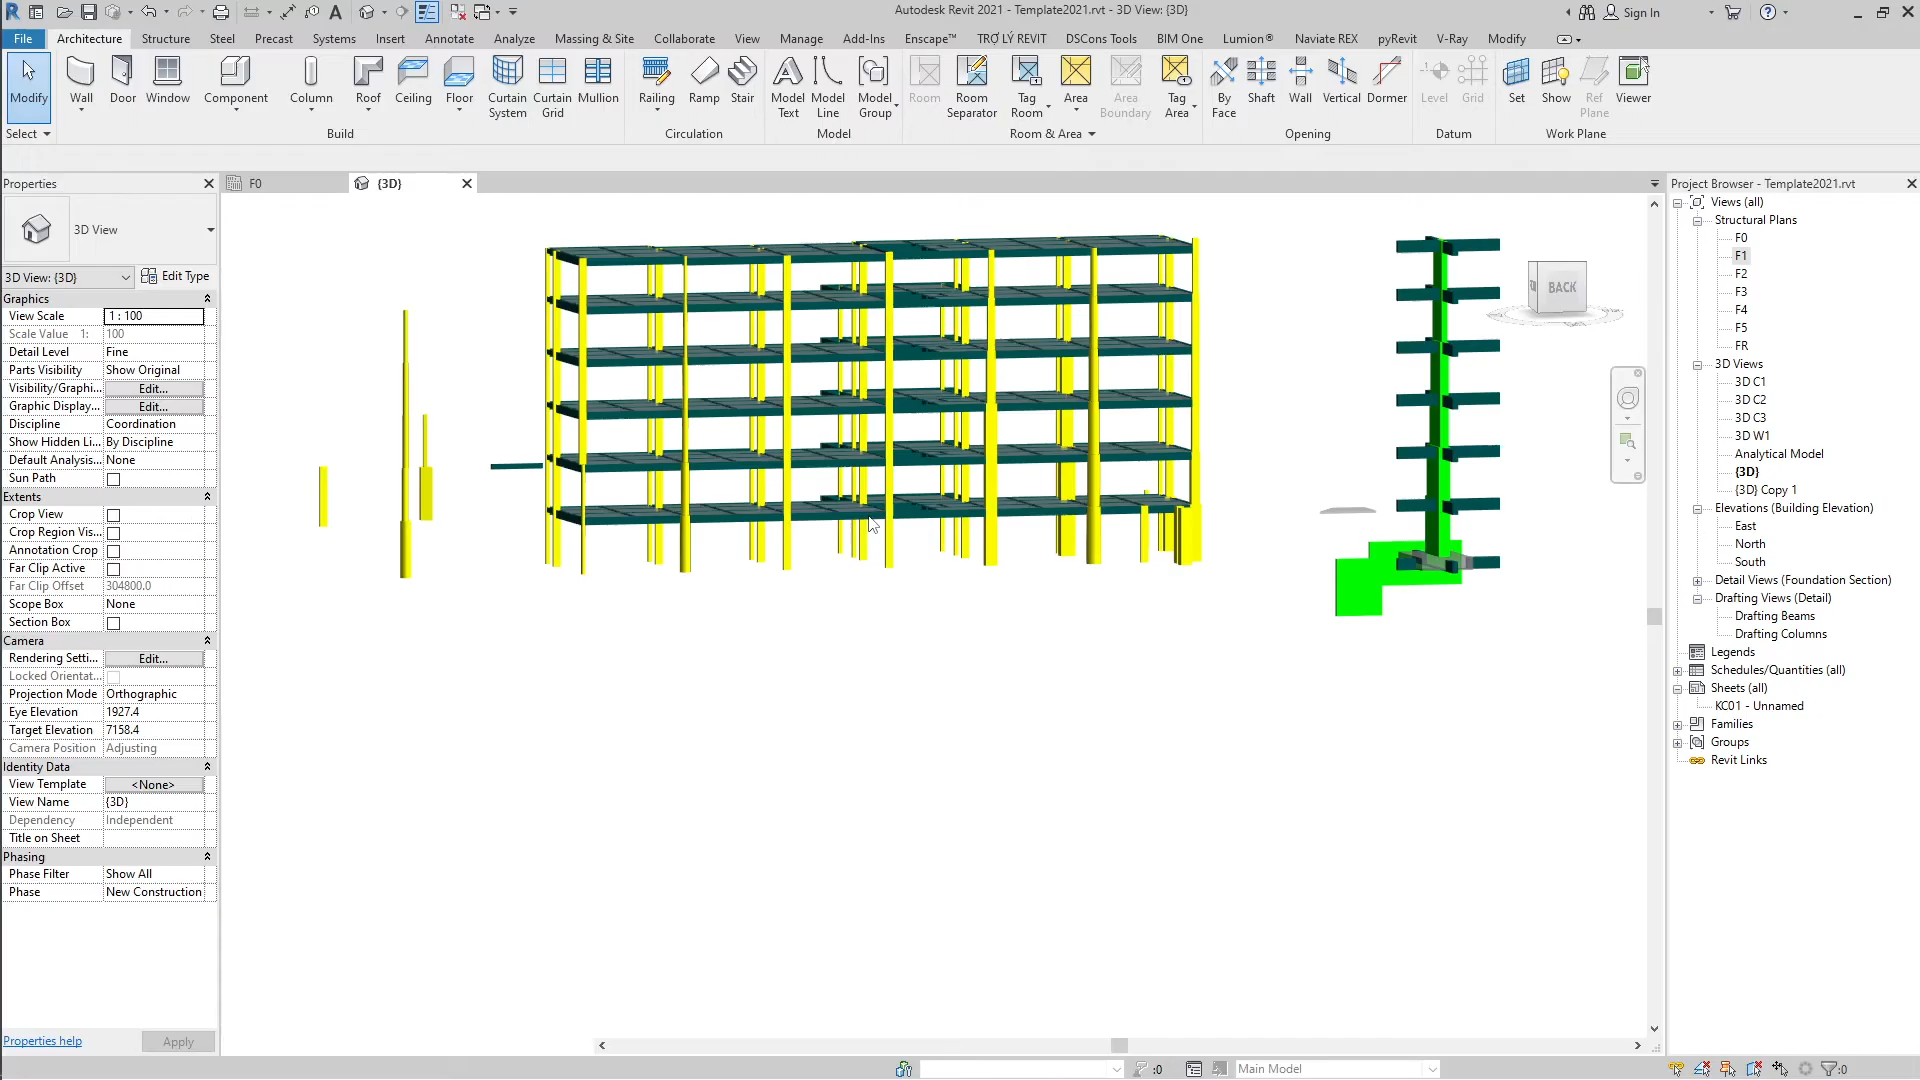 Autodesk Revit 2021 - Template2021.rvt - 3D View: {3D}
Sign In
File Architecture Structure Steel Precast Systems Insert Annotate Analyze Massing & Site Collaborate View Manage Add-Ins Enscape™ TRỢ LÝ REVIT DSCons Tools BIM One Lumion® Naviate REX pyRevit V-Ray Modify
Modify Wall Door Window Component Column Roof Ceiling Floor Curtain System Curtain Grid Mullion Railing Ramp Stair Model Text Model Line Model Group Room Room Separator Tag Room Area Area Boundary Tag Area By Face Shaft Wall Vertical Dormer Level Grid Set Show Ref Plane Viewer
Select Build Circulation Model Room & Area Opening Datum Work Plane
Properties
F0
{3D}
3D View
3D View: {3D}
Edit Type
Graphics
View Scale 1 : 100
Scale Value 1: 100
Detail Level Fine
Parts Visibility Show Original
Visibility/Graphi... Edit...
Graphic Display... Edit...
Discipline Coordination
Show Hidden Li... By Discipline
Default Analysis... None
Sun Path
Extents
Crop View
Crop Region Vis...
Annotation Crop
Far Clip Active
Far Clip Offset 304800.0
Scope Box None
Section Box
Camera
Rendering Setti... Edit...
Locked Orientat...
Projection Mode Orthographic
Eye Elevation 1927.4
Target Elevation 7158.4
Camera Position Adjusting
Identity Data
View Template <None>
View Name {3D}
Dependency Independent
Title on Sheet
Phasing
Phase Filter Show All
Phase New Construction
Properties help
Apply
BACK
Project Browser - Template2021.rvt
Views (all)
Structural Plans
F0
F1
F2
F3
F4
F5
FR
3D Views
3D C1
3D C2
3D C3
3D W1
Analytical Model
{3D}
{3D} Copy 1
Elevations (Building Elevation)
East
North
South
Detail Views (Foundation Section)
Drafting Views (Detail)
Drafting Beams
Drafting Columns
Legends
Schedules/Quantities (all)
Sheets (all)
KC01 - Unnamed
Families
Groups
Revit Links
:0
Main Model
:0